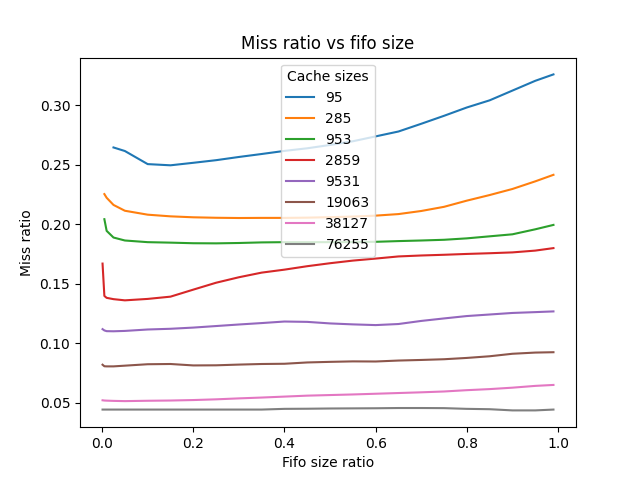 Miss ratio vs fifo size
Cache sizes
95
285
953
2859
9531
19063
38127
76255
0.30
0.25
0.20
0.15
0.10
0.05
Miss ratio
0.0 0.2 0.4 0.6 0.8 1.0
Fifo size ratio